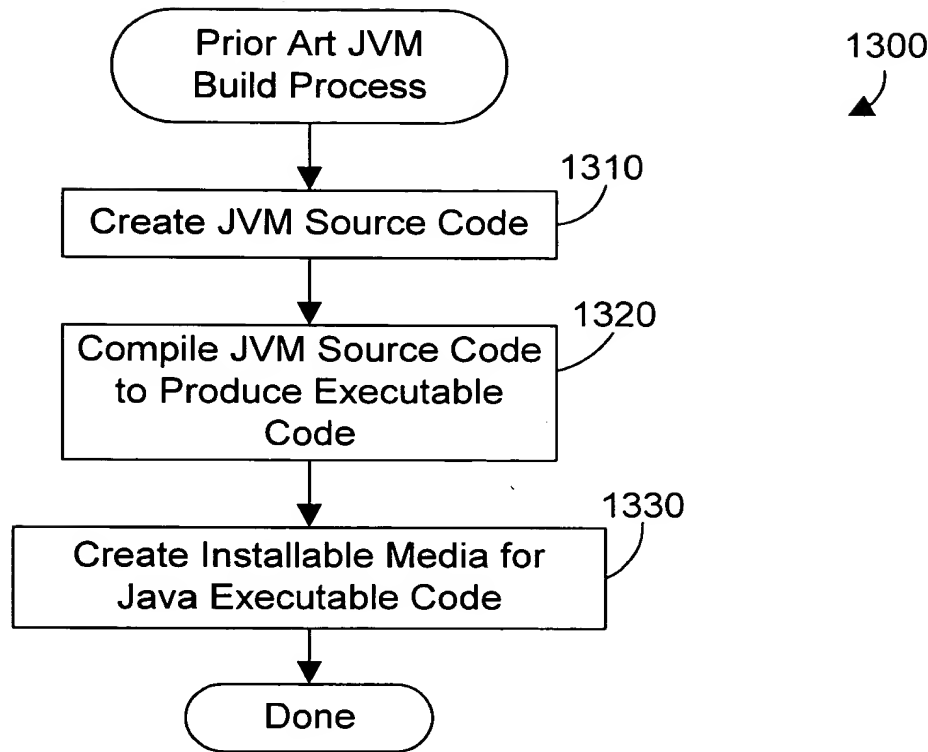 Prior Art JVM
Build Process
1300
1310
Create JVM Source Code
1320
Compile JVM Source Code
to Produce Executable
Code
1330
Create Installable Media for
Java Executable Code
Done